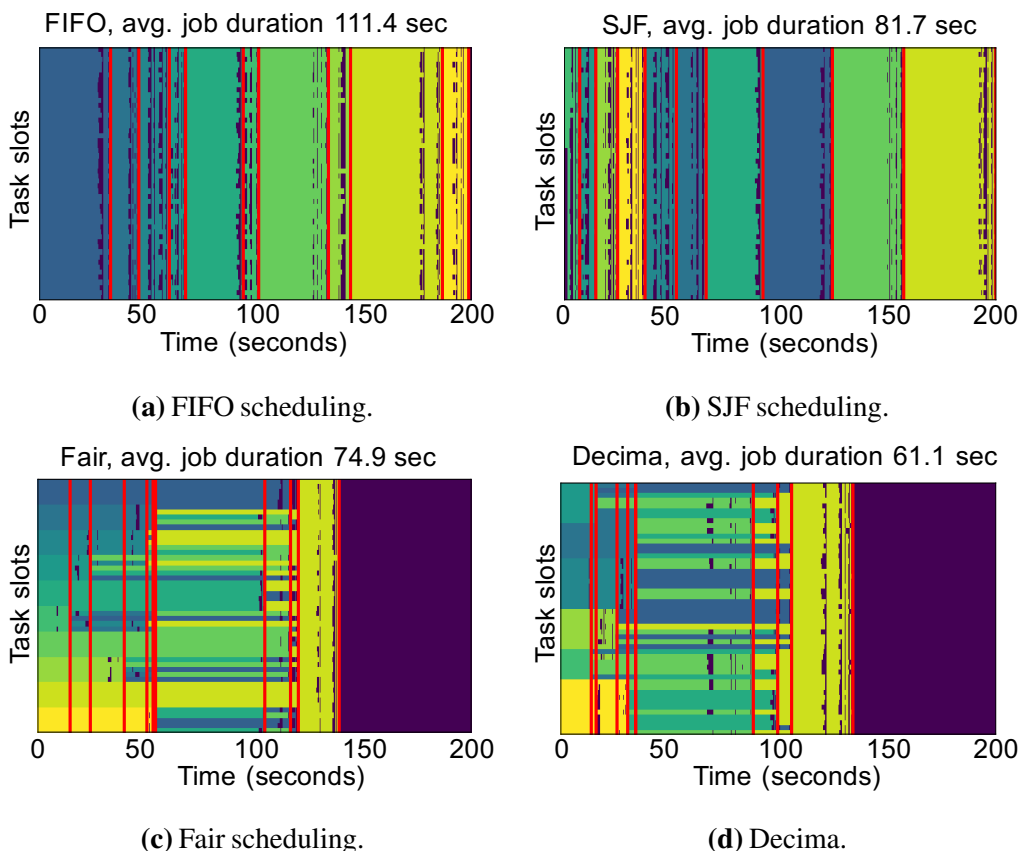 FIFO, avg. job duration 111.4 sec
Task slots
0 50 100 150 200
Time (seconds)
(a) FIFO scheduling.
SJF, avg. job duration 81.7 sec
Task slots
0 50 100 150 200
Time (seconds)
(b) SJF scheduling.
Fair, avg. job duration 74.9 sec
Task slots
0 50 100 150 200
Time (seconds)
(c) Fair scheduling.
Decima, avg. job duration 61.1 sec
Task slots
0 50 100 150 200
Time (seconds)
(d) Decima.